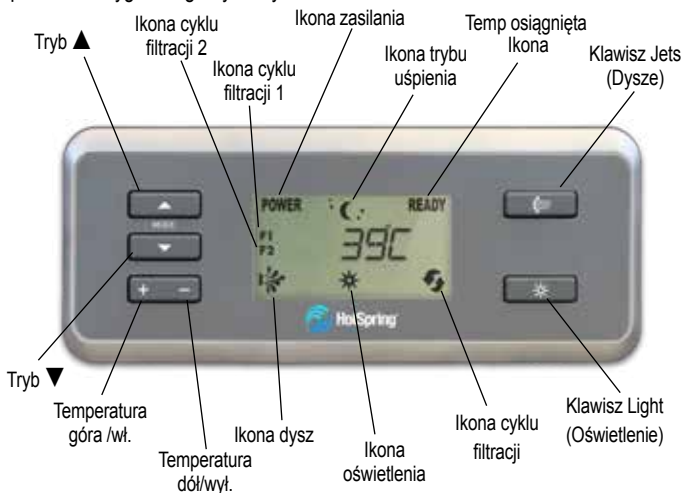 Ikona zasilania
Ikona cyklu
filtracji 2
Temp osiągnięta
Ikona
Tryb ▲
Ikona cyklu
filtracji 1
Ikona trybu
uśpienia
Klawisz Jets
(Dysze)
POWER
READY
MODE
F1
F2
39C
+ −
HotSpring
Tryb ▼
Temperatura
góra /wł.
Ikona dysz
Temperatura
dół/wył.
Ikona
oświetlenia
Ikona cyklu
filtracji
Klawisz Light
(Oświetlenie)